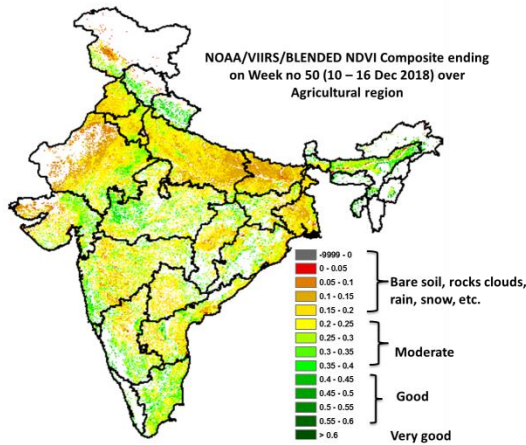 NOAA/VIIRS/BLENDED NDVI Composite ending
on Week no 50 (10 – 16 Dec 2018) over
Agricultural region
-9999 - 0
0 - 0.05
0.05 - 0.1
0.1 - 0.15
0.15 - 0.2
0.2 - 0.25
0.25 - 0.3
0.3 - 0.35
0.35 - 0.4
0.4 - 0.45
0.45 - 0.5
0.5 - 0.55
0.55 - 0.6
> 0.6
Bare soil, rocks clouds,
rain, snow, etc.
Moderate
Good
Very good